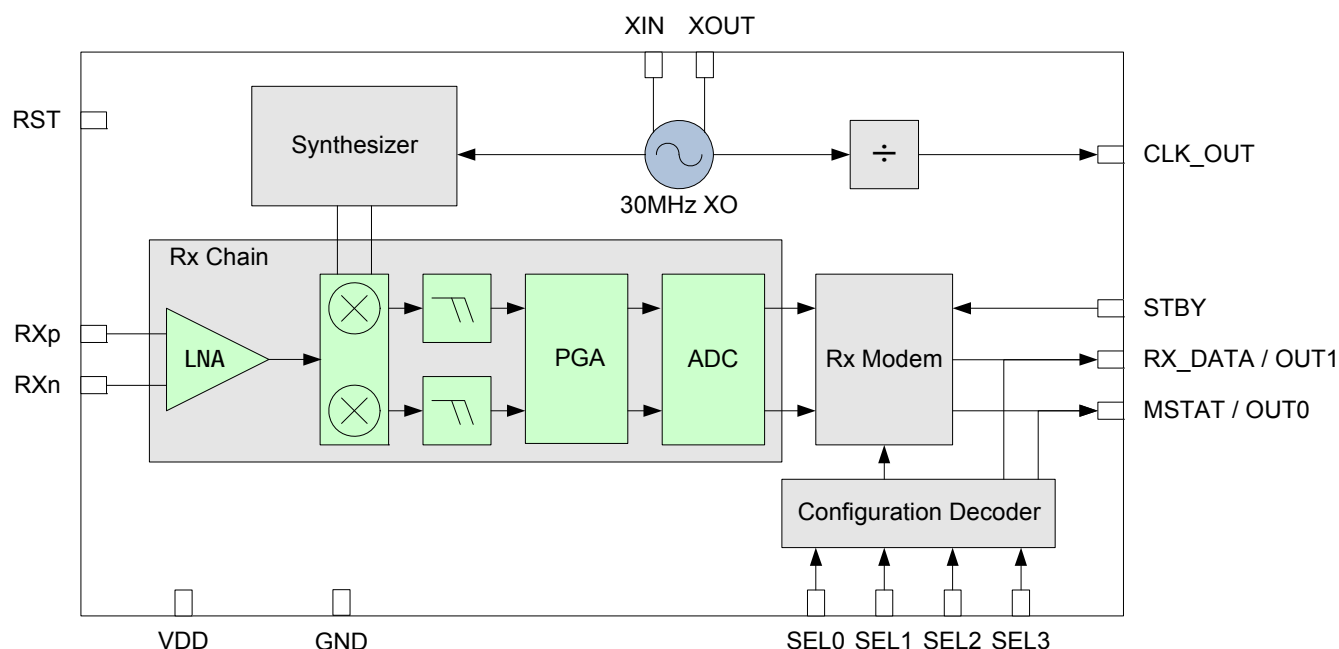 XIN XOUT
RST
Synthesizer
÷
CLK_OUT
30MHz XO
Rx Chain
STBY
RXp
LNA
PGA
ADC
Rx Modem
RX_DATA / OUT1
RXn
MSTAT / OUT0
Configuration Decoder
VDD
GND
SEL0 SEL1 SEL2 SEL3